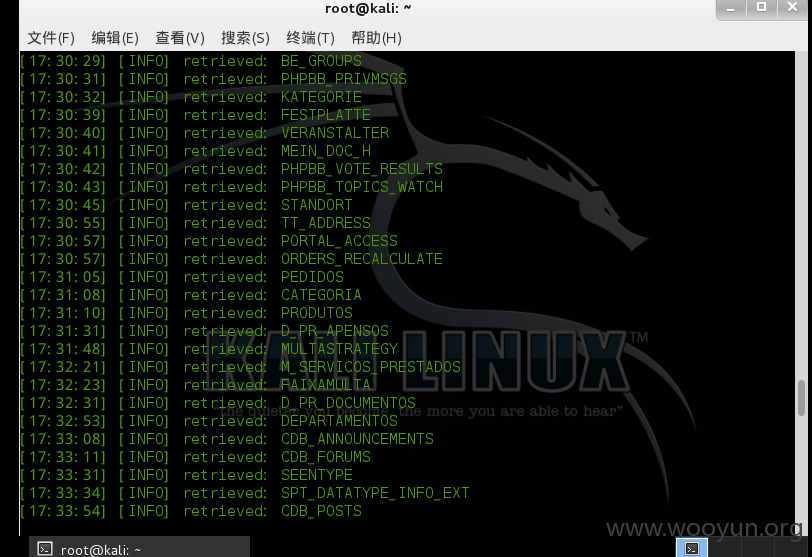 root@kali: ~
文件(F) 编辑(E) 查看(V) 搜索(S) 终端(T) 帮助(H)
[17:30:29] [INFO] retrieved: BE_GROUPS
[17:30:31] [INFO] retrieved: PHPBB_PRIVMSGS
[17:30:32] [INFO] retrieved: KATEGORIE
[17:30:39] [INFO] retrieved: FESTPLATTE
[17:30:40] [INFO] retrieved: VERANSTALTER
[17:30:41] [INFO] retrieved: MEIN_DOC_H
[17:30:42] [INFO] retrieved: PHPBB_VOTE_RESULTS
[17:30:43] [INFO] retrieved: PHPBB_TOPICS_WATCH
[17:30:45] [INFO] retrieved: STANDORT
[17:30:55] [INFO] retrieved: TT_ADDRESS
[17:30:57] [INFO] retrieved: PORTAL_ACCESS
[17:30:57] [INFO] retrieved: ORDERS_RECALCULATE
[17:31:05] [INFO] retrieved: PEDIDOS
[17:31:08] [INFO] retrieved: CATEGORIA
[17:31:10] [INFO] retrieved: PRODUTOS
[17:31:31] [INFO] retrieved: D_PR_APENSOS
[17:31:48] [INFO] retrieved: MULTASTRATEGY
[17:32:21] [INFO] retrieved: M_SERVICOS_PRESTADOS
[17:32:23] [INFO] retrieved: FAIXAMULTA
[17:32:31] [INFO] retrieved: D_PR_DOCUMENTOS
[17:32:53] [INFO] retrieved: DEPARTAMENTOS
[17:33:08] [INFO] retrieved: CDB_ANNOUNCEMENTS
[17:33:11] [INFO] retrieved: CDB_FORUMS
[17:33:31] [INFO] retrieved: SEENTYPE
[17:33:34] [INFO] retrieved: SPT_DATATYPE_INFO_EXT
[17:33:54] [INFO] retrieved: CDB_POSTS
KALI LINUX™
"the quieter you become, the more you are able to hear"
www.wooyun.org
root@kali: ~